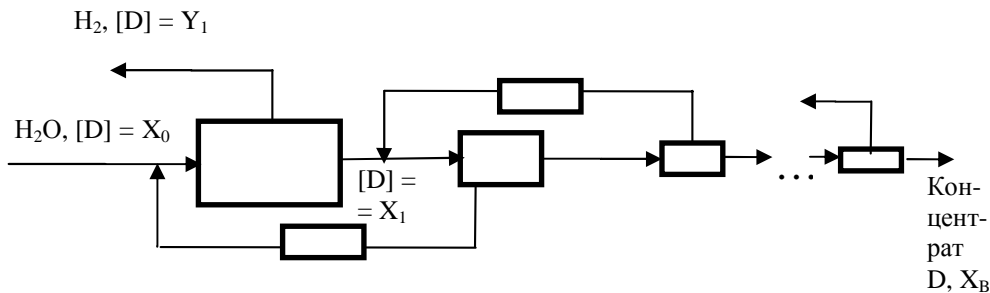 H₂, [D] = Y₁
H₂O, [D] = X₀
[D] =
= X₁
...
Кон-
цент-
рат
D, X_B